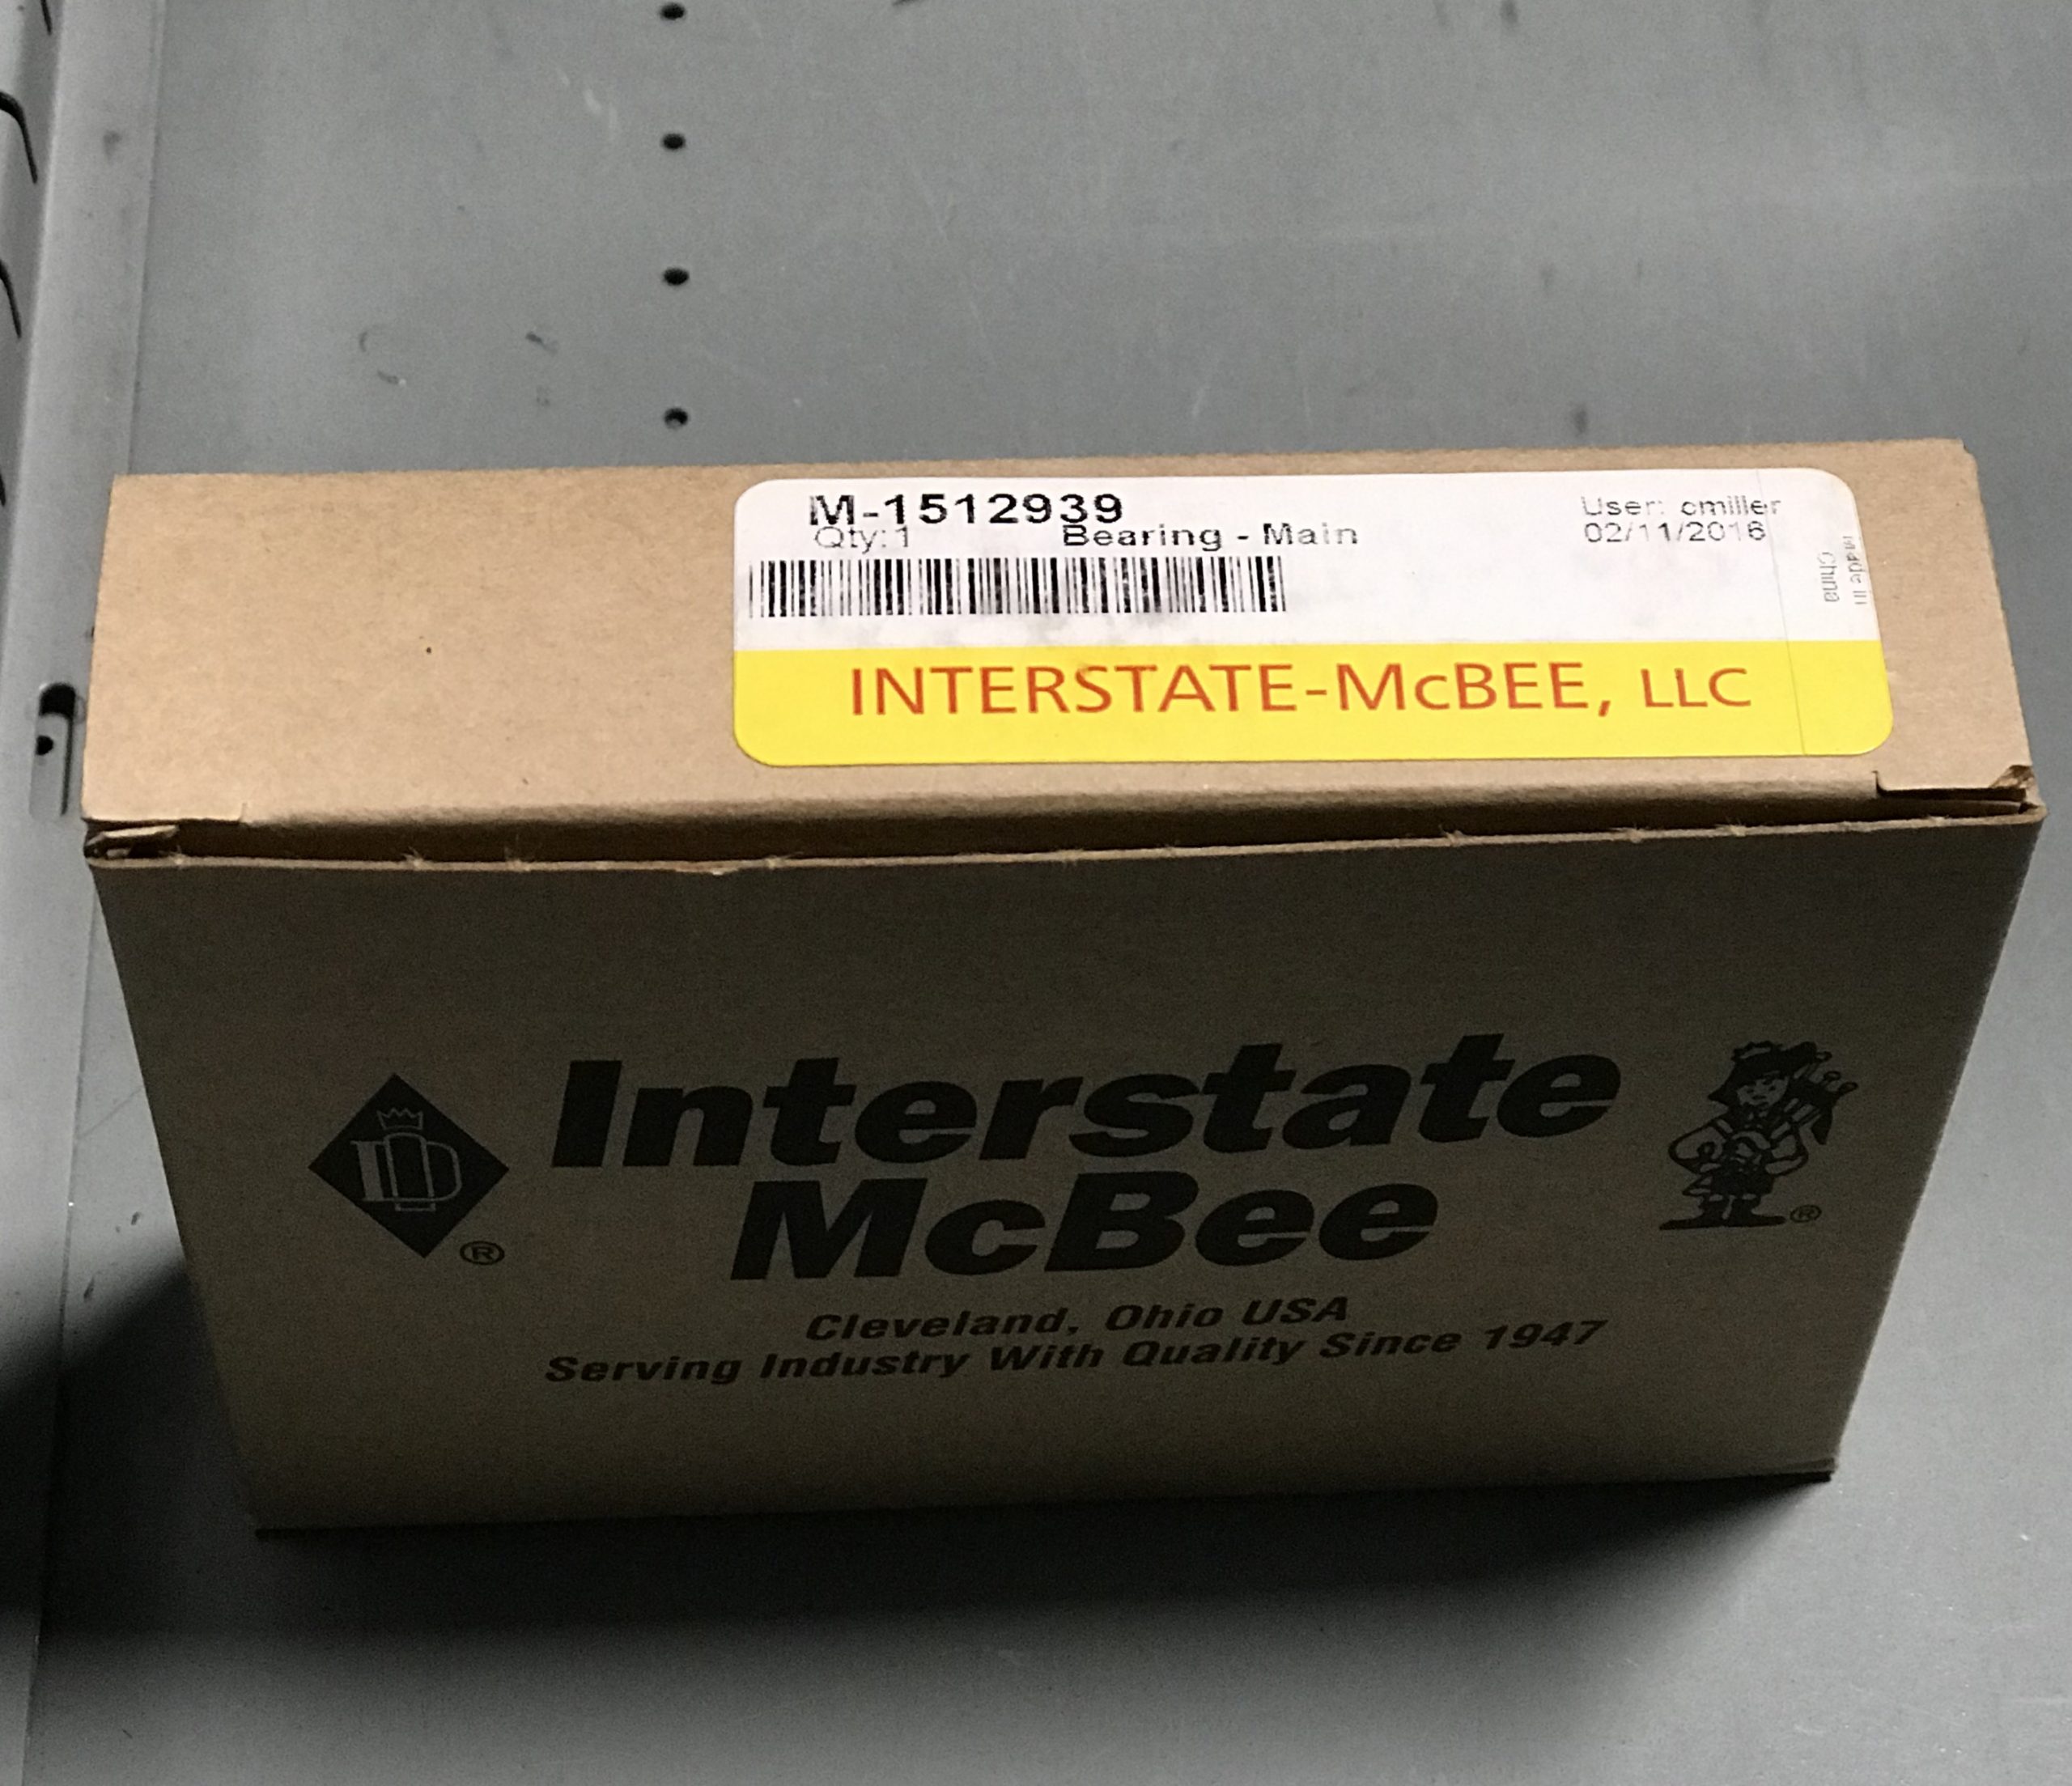 M-1512939
Qty: 1 Bearing - Main
User: cmiller
02/11/2016
Made in
China
INTERSTATE-McBEE, LLC
Interstate
McBee
®
®
Cleveland, Ohio USA
Serving Industry With Quality Since 1947